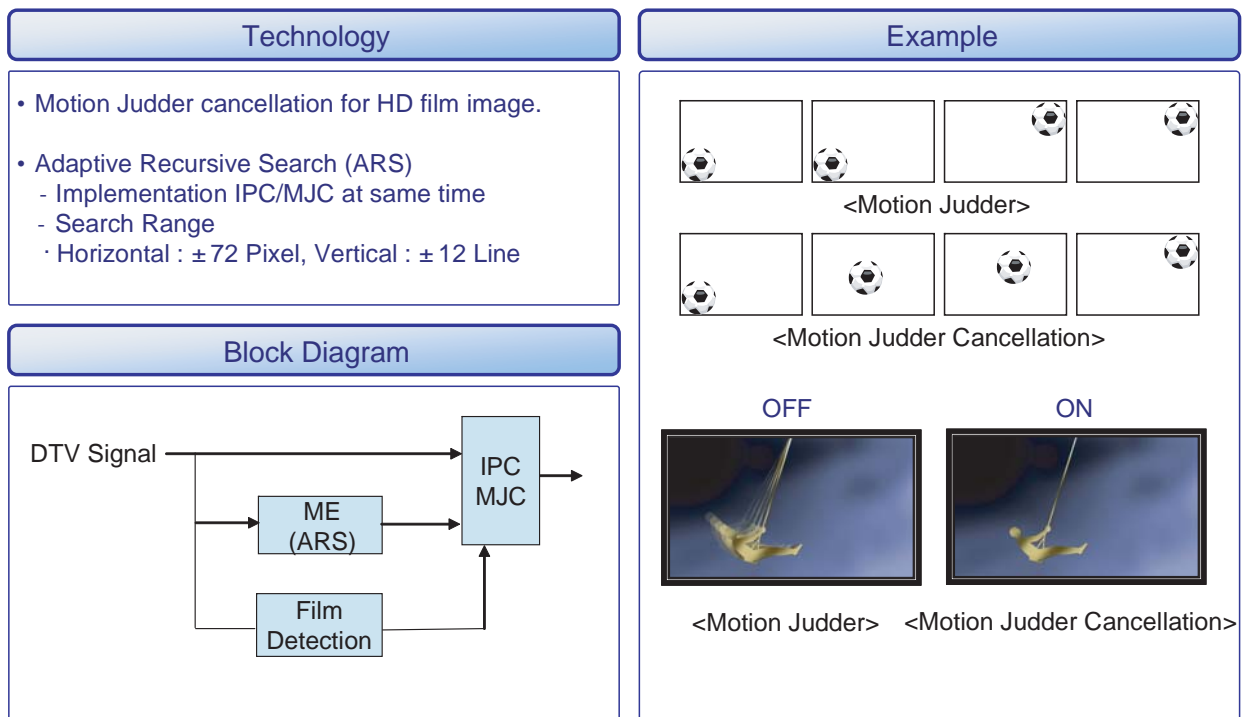 Technology
• Motion Judder cancellation for HD film image.
• Adaptive Recursive Search (ARS)
- Implementation IPC/MJC at same time
- Search Range
· Horizontal : ±72 Pixel, Vertical : ±12 Line
Block Diagram
DTV Signal
IPC
MJC
ME
(ARS)
Film
Detection
Example
<Motion Judder>
<Motion Judder Cancellation>
OFF
ON
<Motion Judder>
<Motion Judder Cancellation>